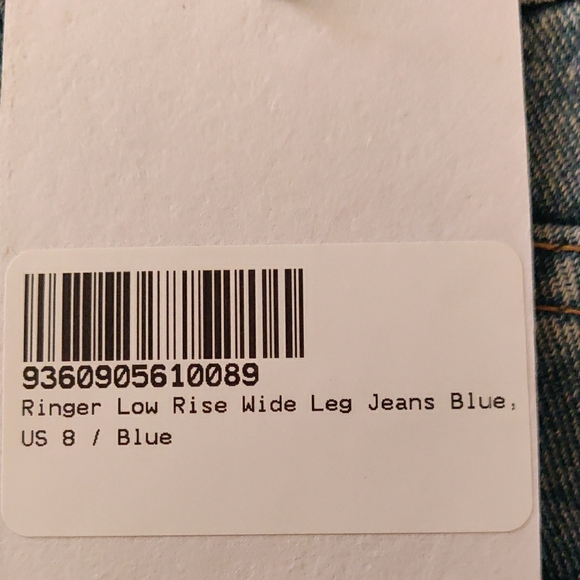 9360905610089
Ringer Low Rise Wide Leg Jeans Blue,
US 8 / Blue